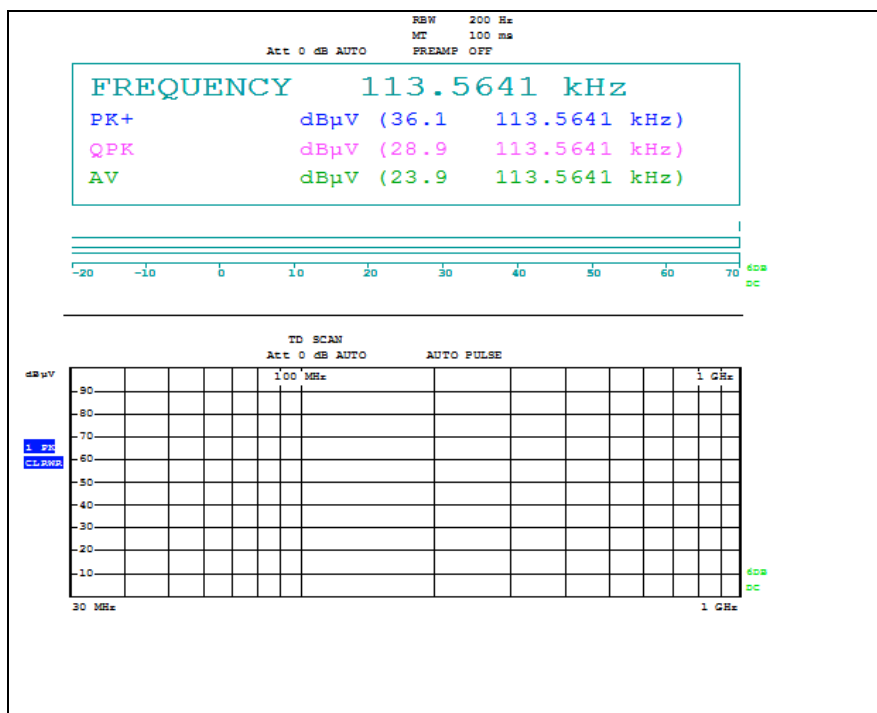 RBW 200 Hz
MT 100 ms
Att 0 dB AUTO PREAMP OFF
FREQUENCY 113.5641 kHz
PK+ dBµV (36.1 113.5641 kHz)
QPK dBµV (28.9 113.5641 kHz)
AV dBµV (23.9 113.5641 kHz)
-20 -10 0 10 20 30 40 50 60 70
6DB
DC
TD SCAN
Att 0 dB AUTO AUTO PULSE
dBµV
100 MHz 1 GHz
90
80
70
1 PK
60
CLRWR
50
40
30
20
10
6DB
DC
30 MHz 1 GHz